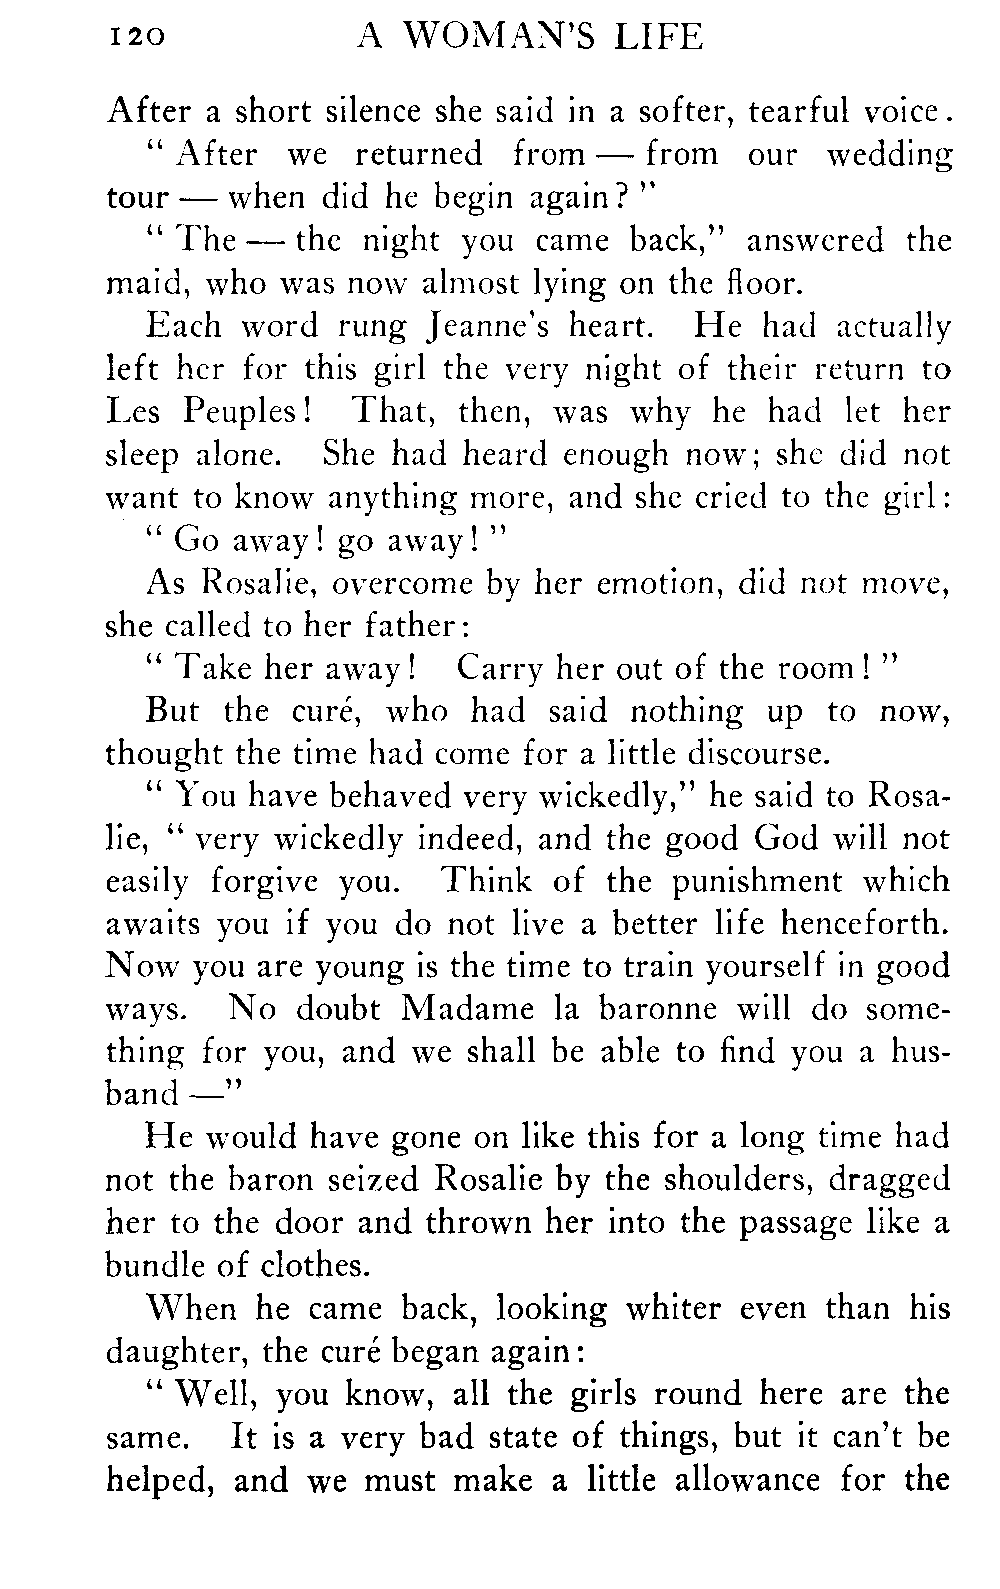 120 A WOMAN'S LIFE
After a short silence she said in a softer, tearful voice.
" After we returned from — from our wedding
tour — when did he begin again? "
" The — the night you came back," answered the
maid, who was now almost lying on the floor.
Each word rung Jeanne's heart. He had actually
left her for this girl the very night of their return to
Les Peuples! That, then, was why he had let her
sleep alone. She had heard enough now; she did not
want to know anything more, and she cried to the girl:
" Go away! go away! "
As Rosalie, overcome by her emotion, did not move,
she called to her father:
" Take her away! Carry her out of the room! "
But the curé, who had said nothing up to now,
thought the time had come for a little discourse.
" You have behaved very wickedly," he said to Rosa-
lie, " very wickedly indeed, and the good God will not
easily forgive you. Think of the punishment which
awaits you if you do not live a better life henceforth.
Now you are young is the time to train yourself in good
ways. No doubt Madame la baronne will do some-
thing for you, and we shall be able to find you a hus-
band —"
He would have gone on like this for a long time had
not the baron seized Rosalie by the shoulders, dragged
her to the door and thrown her into the passage like a
bundle of clothes.
When he came back, looking whiter even than his
daughter, the curé began again:
" Well, you know, all the girls round here are the
same. It is a very bad state of things, but it can't be
helped, and we must make a little allowance for the